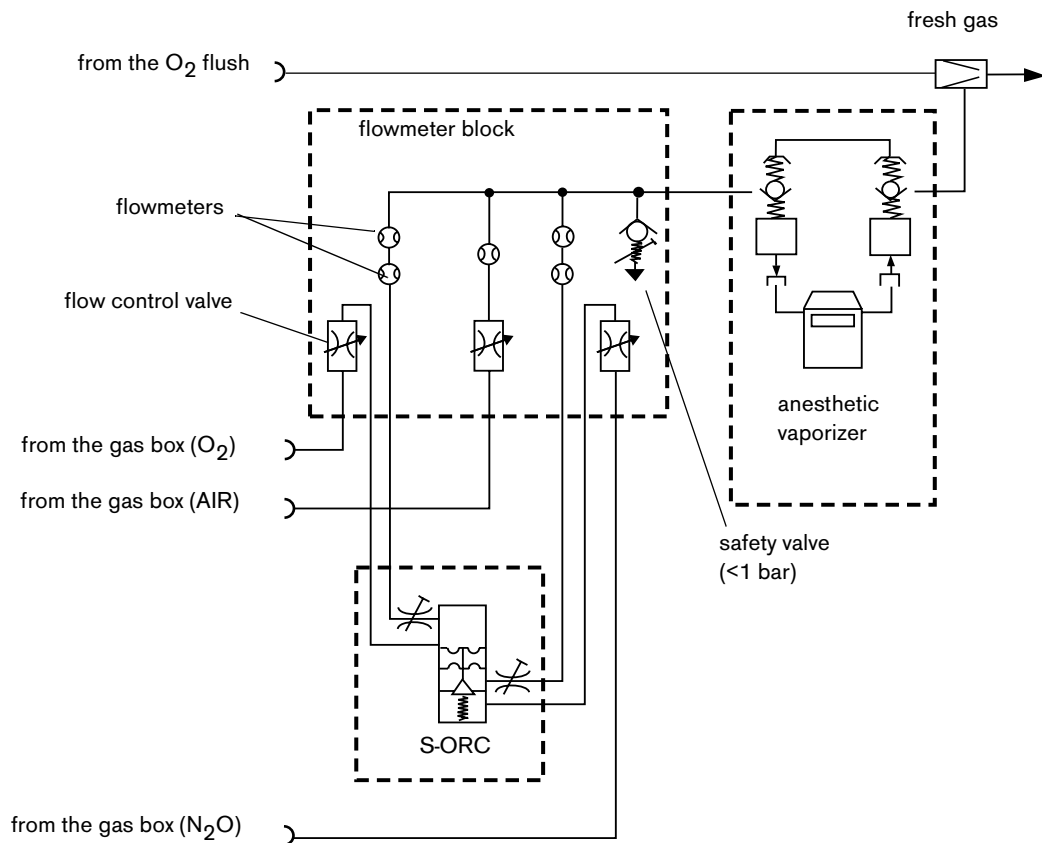 fresh gas
from the O₂ flush
flowmeter block
flowmeters
flow control valve
anesthetic
vaporizer
from the gas box (O₂)
from the gas box (AIR)
safety valve
(<1 bar)
S-ORC
from the gas box (N₂O)